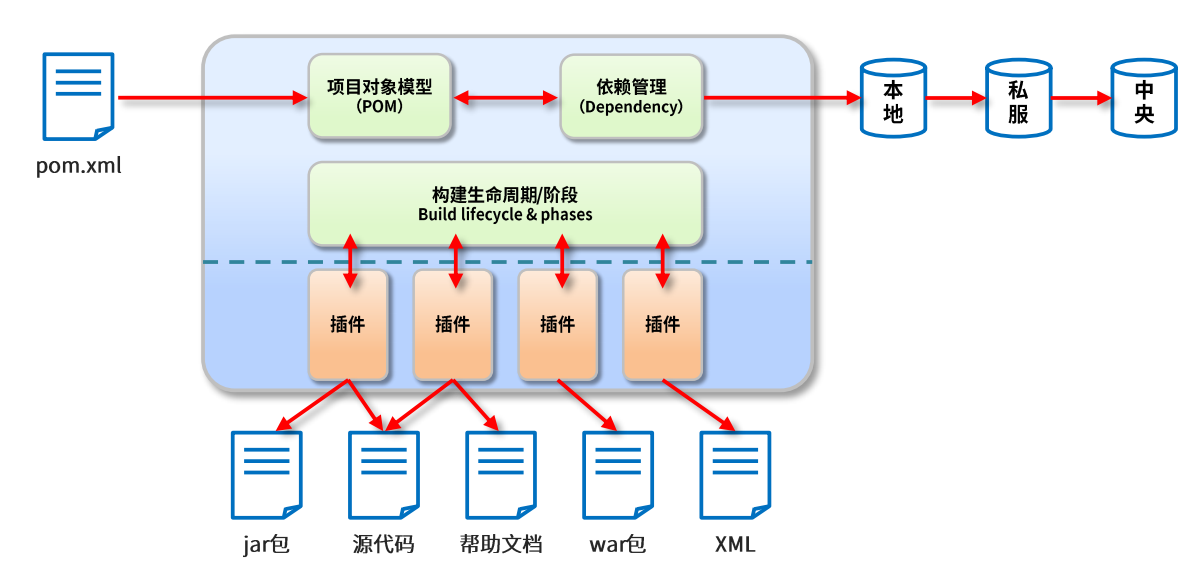 项目对象模型
（POM）
依赖管理
（Dependency）
本
地
私
服
中
央
pom.xml
构建生命周期/阶段
Build lifecycle & phases
插件
插件
插件
插件
jar包
源代码
帮助文档
war包
XML